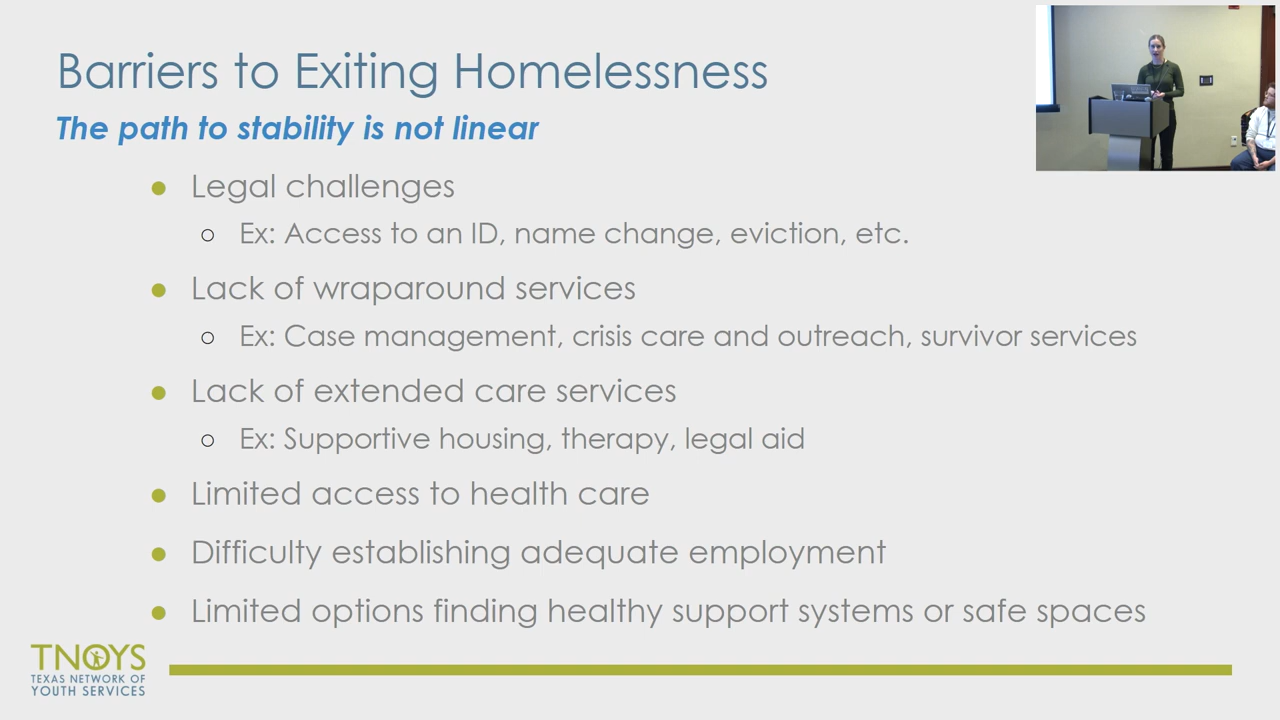 Barriers to Exiting Homelessness
The path to stability is not linear
Legal challenges
Ex: Access to an ID, name change, eviction, etc.
Lack of wraparound services
Ex: Case management, crisis care and outreach, survivor services
Lack of extended care services
Ex: Supportive housing, therapy, legal aid
Limited access to health care
Difficulty establishing adequate employment
Limited options finding healthy support systems or safe spaces
TNOYS
TEXAS NETWORK OF
YOUTH SERVICES